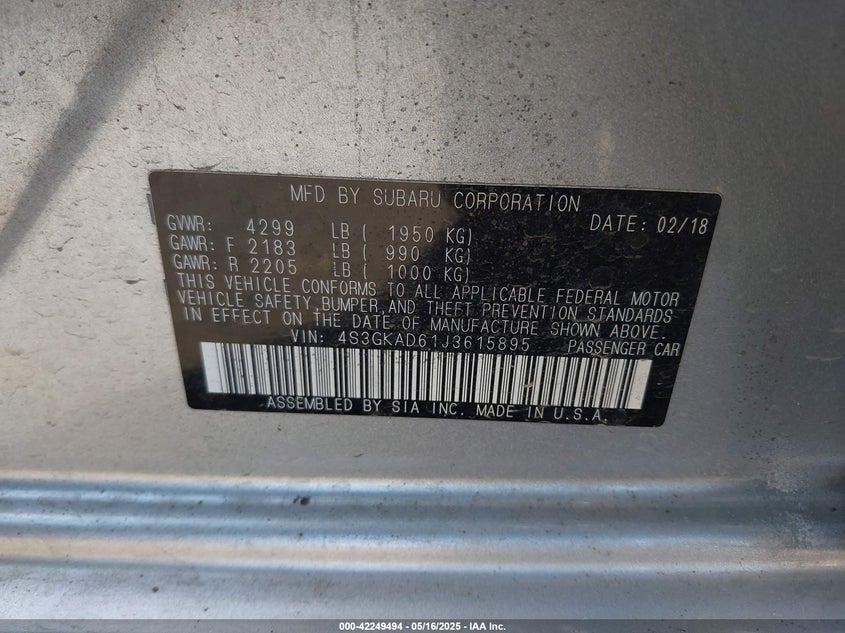 MFD BY SUBARU CORPORATION
GVWR: 4299 LB ( 1950 KG) DATE: 02/18
GAWR: F 2183 LB ( 990 KG)
GAWR: R 2205 LB ( 1000 KG)
THIS VEHICLE CONFORMS TO ALL APPLICABLE FEDERAL MOTOR
VEHICLE SAFETY, BUMPER, AND THEFT PREVENTION STANDARDS
IN EFFECT ON THE DATE OF MANUFACTURE SHOWN ABOVE.
VIN: 4S3GKAD61J3615895 PASSENGER CAR
ASSEMBLED BY SIA INC. MADE IN U.S.A.
000-42249494 - 05/16/2025 - IAA Inc.